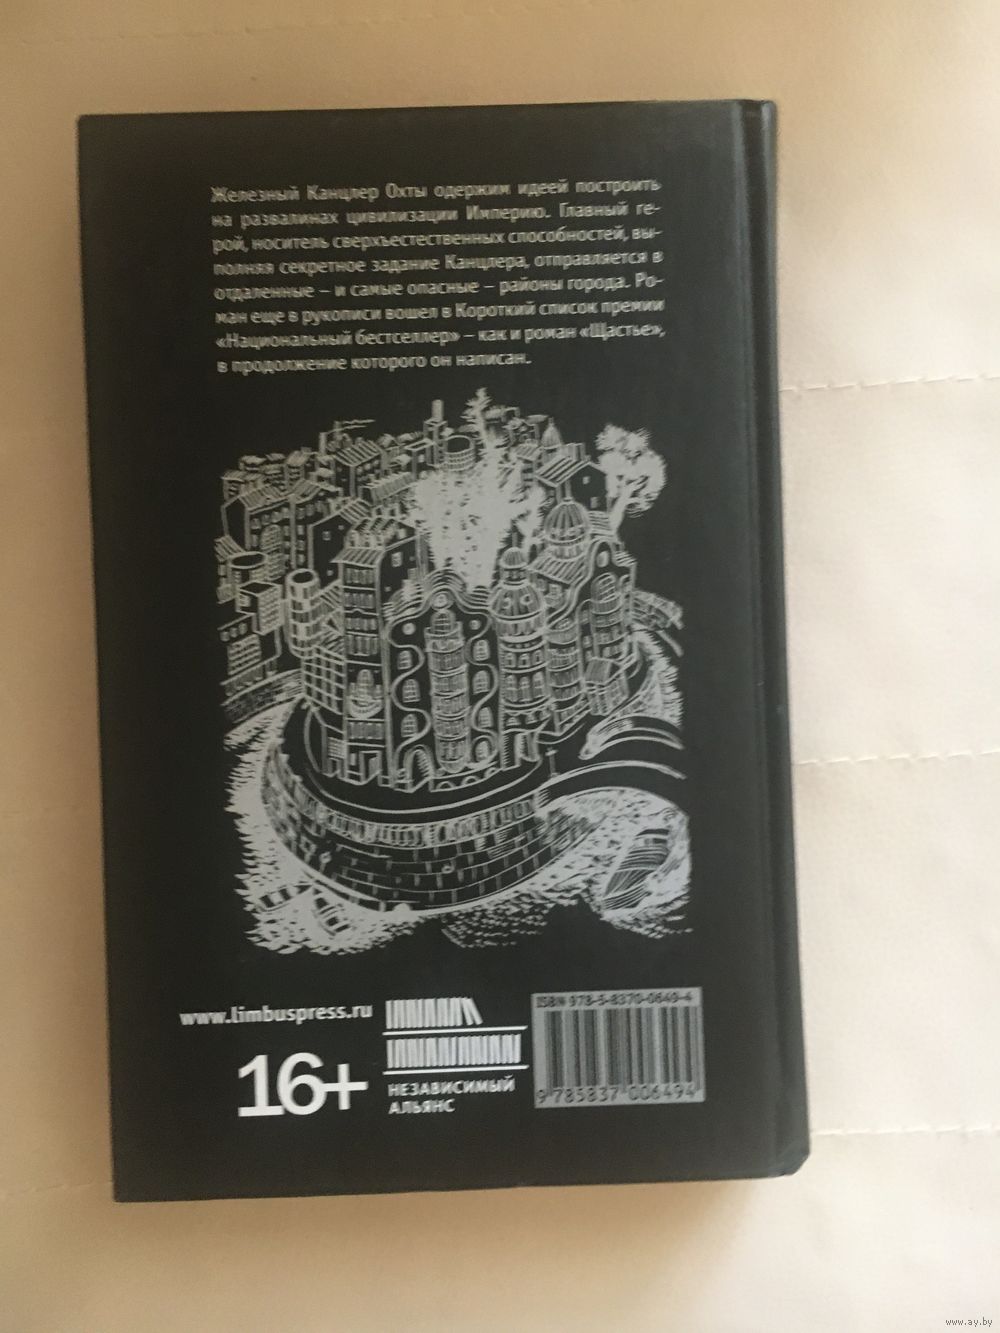 Железный Канцлер Охты одержим идеей построить
на развалинах цивилизации Империю. Главный ге-
рой, носитель сверхъестественных способностей, вы-
полняя секретное задание Канцлера, отправляется в
отдаленные – и самые опасные – районы города. Ро-
ман еще в рукописи вошел в Короткий список премии
«Национальный бестселлер» – как и роман «Щастье»,
в продолжение которого он написан.
www.limbuspress.ru
16+
НЕЗАВИСИМЫЙ
АЛЬЯНС
ISBN 978-5-8370-0649-4
9 785837 006494
www.ay.by